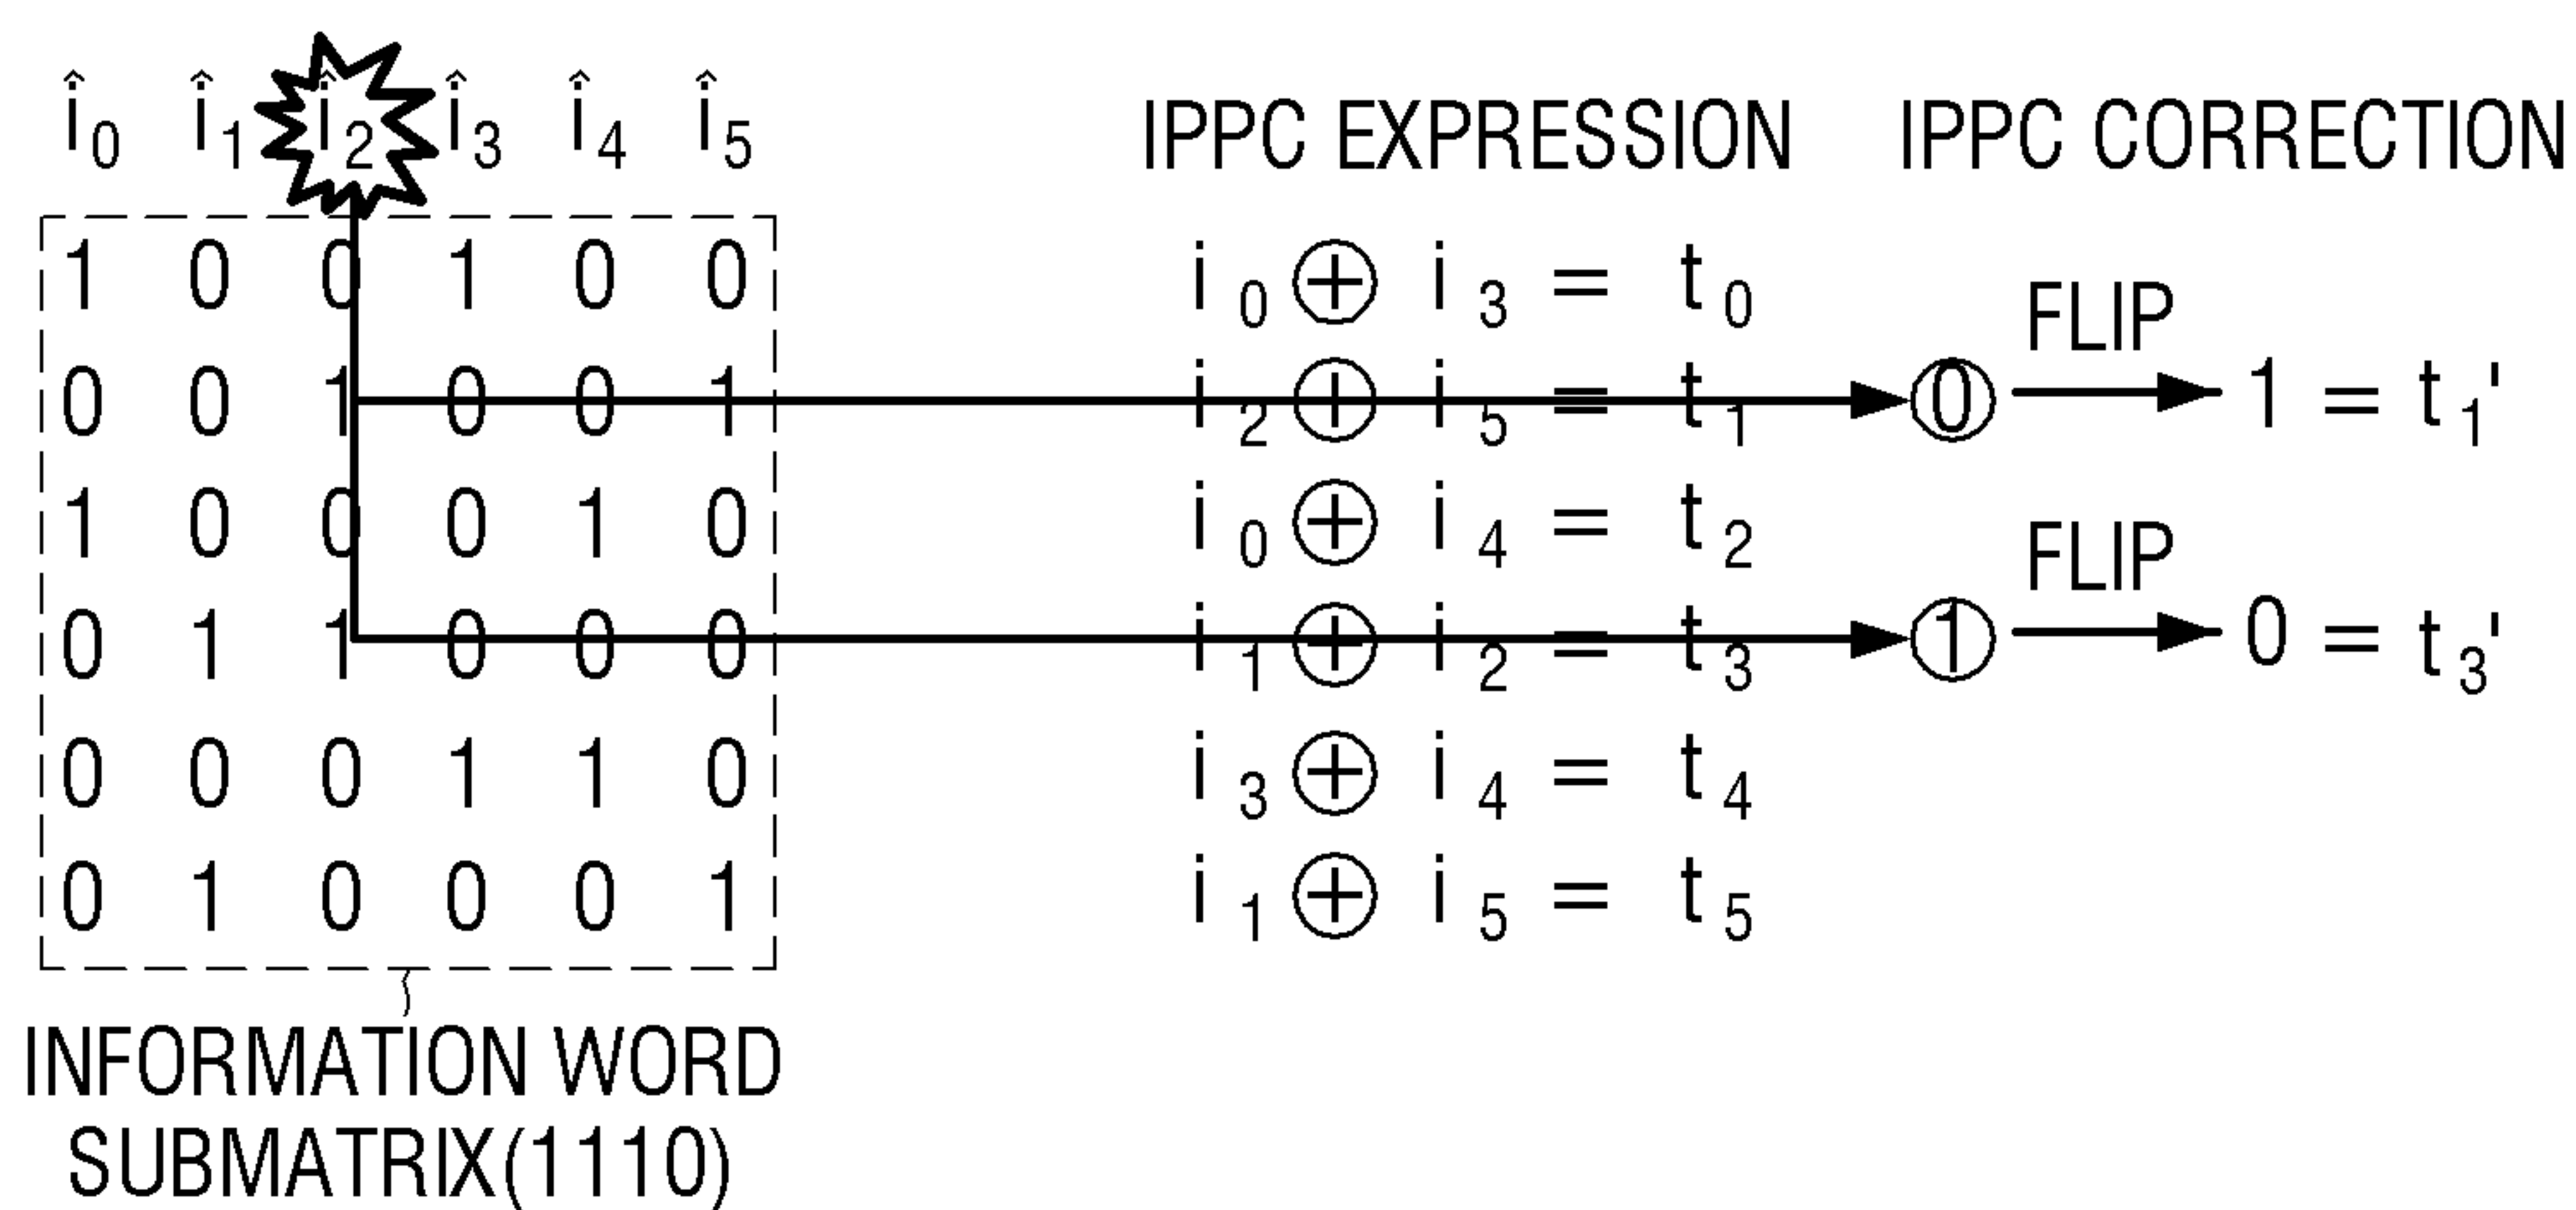 î0 î1 î2 î3 î4 î5 IPPC EXPRESSION IPPC CORRECTION
1 0 0 1 0 0 i0 ⊕ i3 = t0
0 0 1 0 0 1 i2 ⊕ i5 = t1 0 FLIP 1 = t1'
1 0 0 0 1 0 i0 ⊕ i4 = t2
0 1 1 0 0 0 i1 ⊕ i2 = t3 1 FLIP 0 = t3'
0 0 0 1 1 0 i3 ⊕ i4 = t4
0 1 0 0 0 1 i1 ⊕ i5 = t5
INFORMATION WORD
SUBMATRIX(1110)